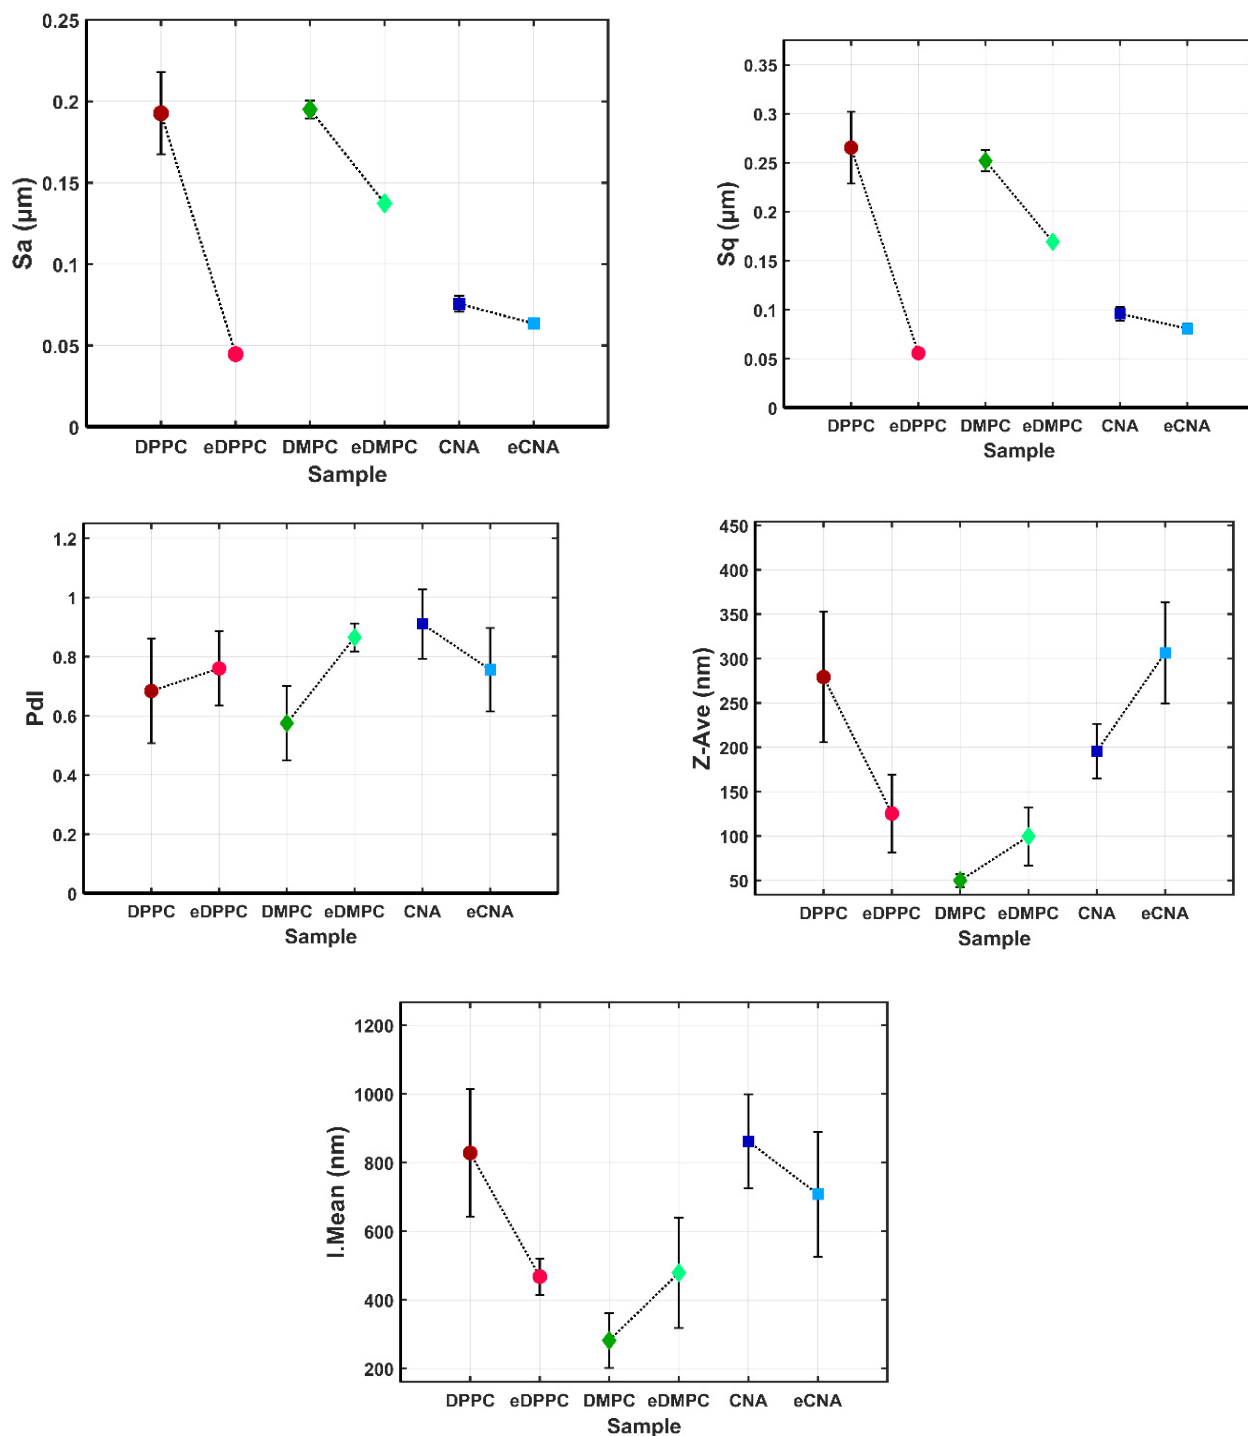 0.25
0.2
0.15
0.1
0.05
0
Sa (μm)
DPPC eDPPC DMPC eDMPC CNA eCNA
Sample
0.35
0.3
0.25
0.2
0.15
0.1
0.05
0
Sq (μm)
DPPC eDPPC DMPC eDMPC CNA eCNA
Sample
1.2
1
0.8
0.6
0.4
0.2
0
PdI
DPPC eDPPC DMPC eDMPC CNA eCNA
Sample
450
400
350
300
250
200
150
100
50
Z-Ave (nm)
DPPC eDPPC DMPC eDMPC CNA eCNA
Sample
1200
1000
800
600
400
200
I.Mean (nm)
DPPC eDPPC DMPC eDMPC CNA eCNA
Sample